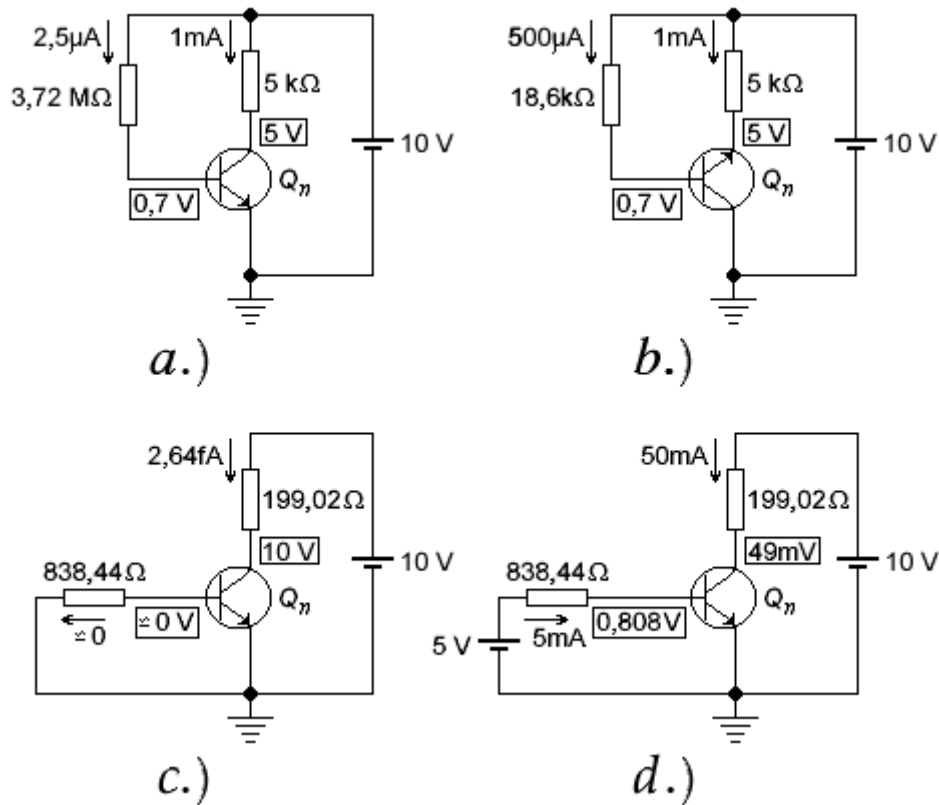 2,5µA
1mA
3,72 MΩ
5 kΩ
5 V
10 V
Qn
0,7 V
a.)
500µA
1mA
18,6kΩ
5 kΩ
5 V
10 V
Qn
0,7 V
b.)
2,64fA
199,02Ω
10 V
10 V
838,44Ω
Qn
≈0
≈0 V
c.)
50mA
199,02Ω
49mV
10 V
838,44Ω
Qn
0,808V
5 V
5mA
d.)